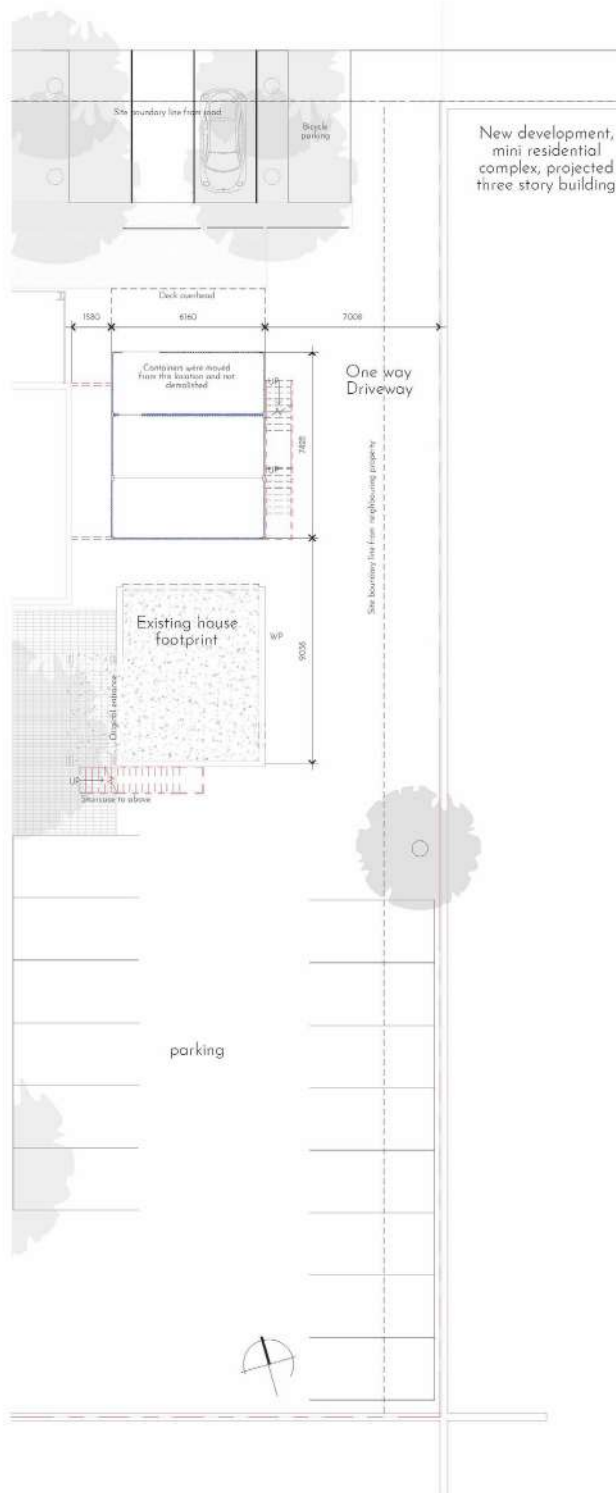 Site boundary line from road
Bicycle
parking
New development,
mini residential
complex, projected
three story building
Deck overhead
1580
6160
7008
Containers were moved
from this location and not
demolished
UP
UP
7428
One way
Driveway
Site boundary line from neighbouring property
Existing house
footprint
WP
9036
Original entrance
UP
Staircase to above
parking